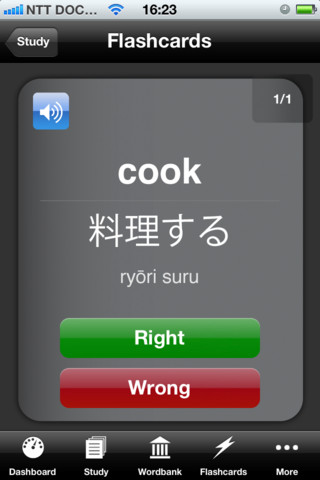 NTT DOC... 16:23
Study Flashcards
1/1
cook
料理する
ryōri suru
Right
Wrong
Dashboard Study Wordbank Flashcards More